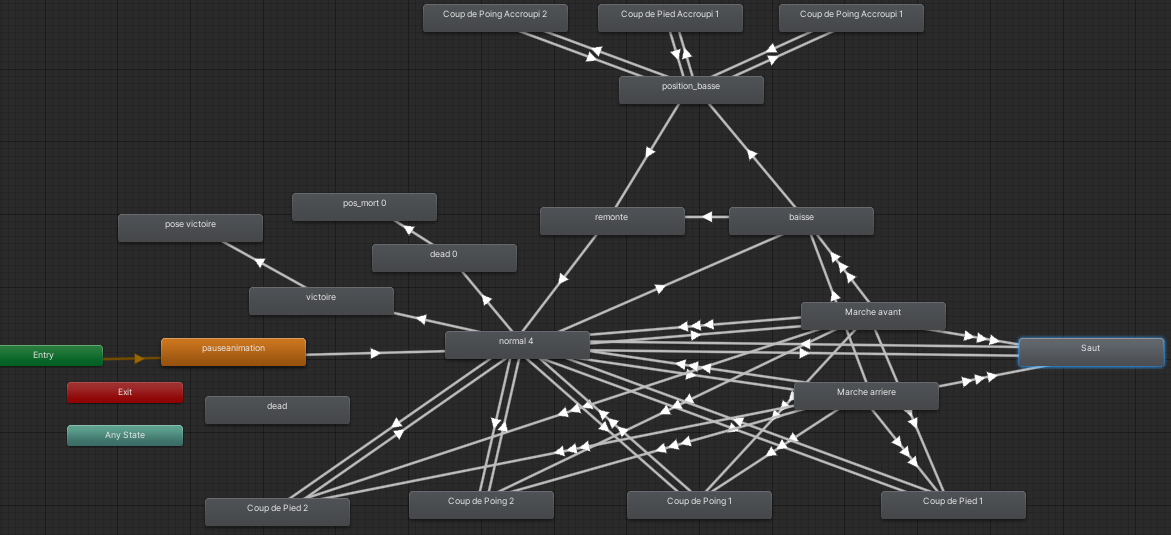 Coup de Poing Accroupi 2
Coup de Pied Accroupi 1
Coup de Poing Accroupi 1
position_basse
pos_mort 0
pose victoire
remonte
baisse
dead 0
victoire
Marche avant
normal 4
pauseanimation
Entry
Saut
Exit
Marche arriere
dead
Any State
Coup de Pied 2
Coup de Poing 2
Coup de Poing 1
Coup de Pied 1